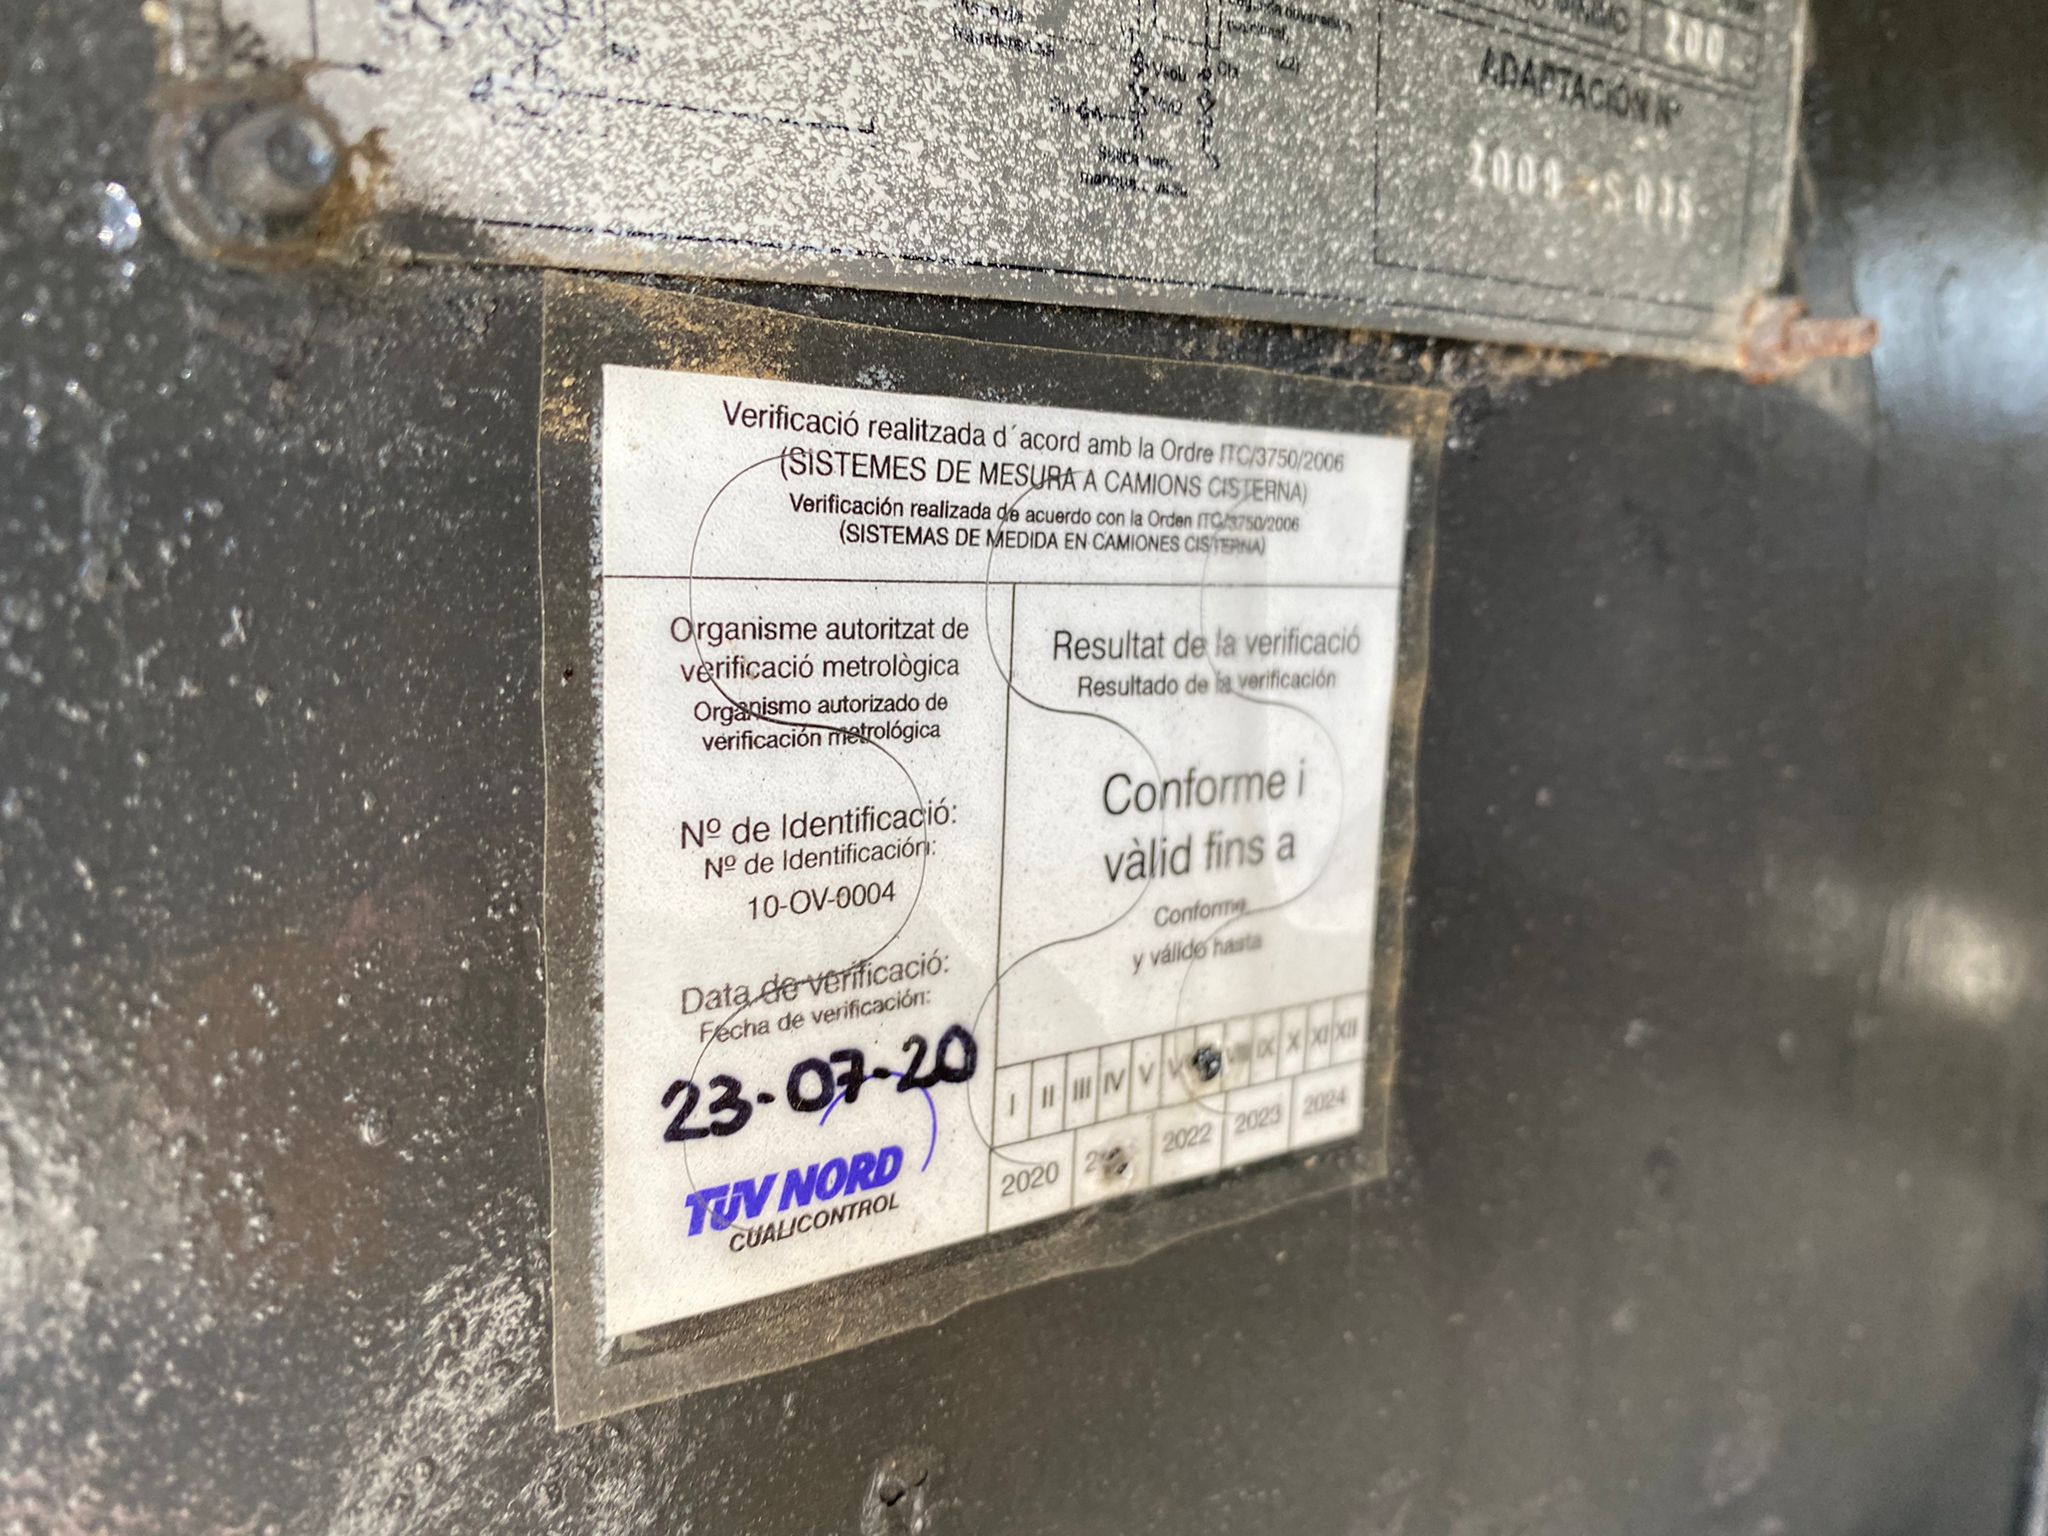 200
ADAPTACIÓN Nº
Verificació realitzada d´acord amb la Ordre ITC/3750/2006
(SISTEMES DE MESURA A CAMIONS CISTERNA)
Verificación realizada de acuerdo con la Orden ITC/3750/2006
(SISTEMAS DE MEDIDA EN CAMIONES CISTERNA)
Organisme autoritzat de
verificació metrològica
Organismo autorizado de
verificación metrológica
Nº de Identificació:
Nº de Identificación:
10-OV-0004
Data de verificació:
Fecha de verificación:
23-07-20
TÜV NORD
CUALICONTROL
Resultat de la verificació
Resultado de la verificación
Conforme i
vàlid fins a
Conforme
y válido hasta
I II III IV V VIII IX X XI XII
2020 2022 2023 2024